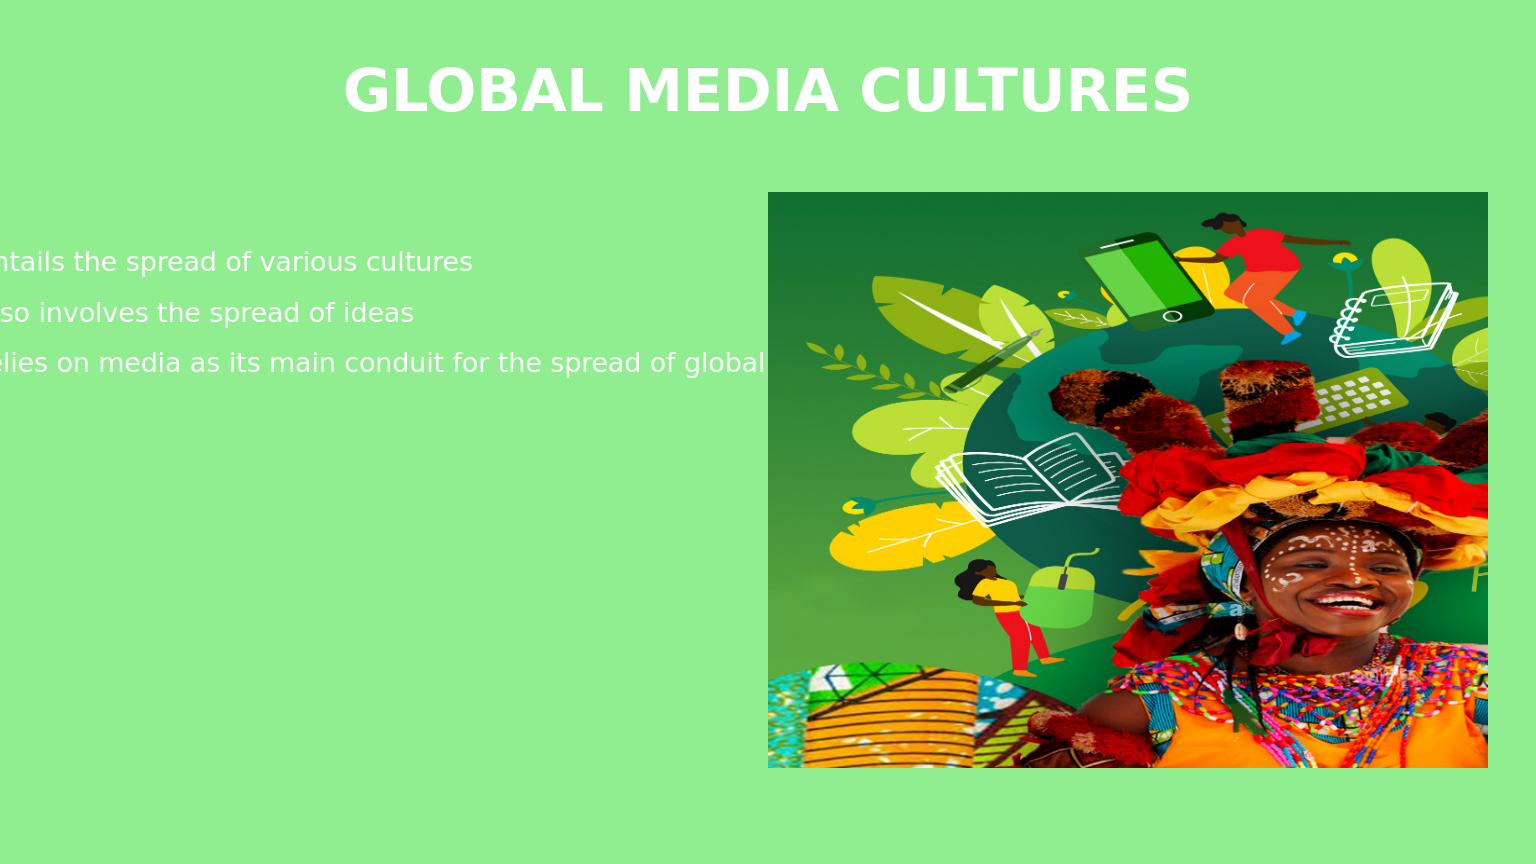 GLOBAL MEDIA CULTURES
ntails the spread of various cultures
so involves the spread of ideas
elies on media as its main conduit for the spread of global